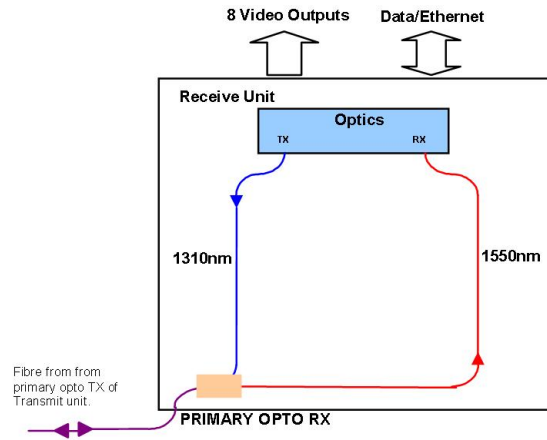 8 Video Outputs
Data/Ethernet
Receive Unit
Optics
TX
RX
1310nm
1550nm
Fibre from from
primary opto TX of
Transmit unit.
PRIMARY OPTO RX